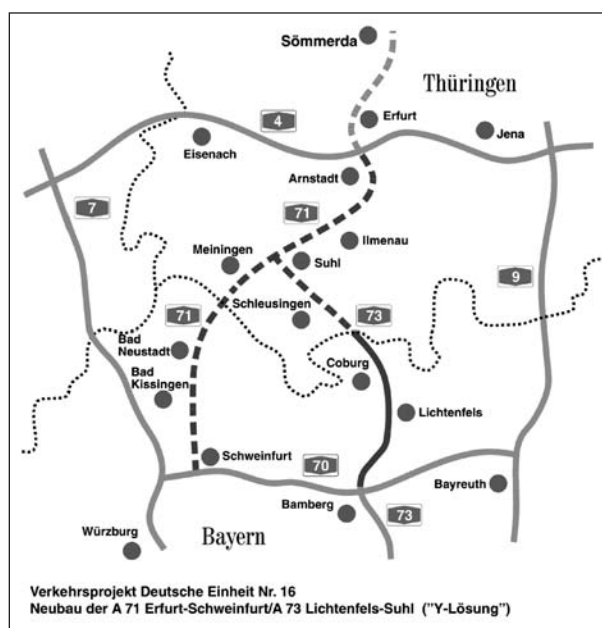 Sömmerda
Thüringen
4
Erfurt
Jena
Eisenach
Arnstadt
7
71
Ilmenau
Meiningen
Suhl
9
Schleusingen
71
73
Bad
Neustadt
Coburg
Bad
Kissingen
Lichtenfels
Schweinfurt
70
Bayreuth
Bamberg
73
Würzburg
Bayern
Verkehrsprojekt Deutsche Einheit Nr. 16
Neubau der A 71 Erfurt-Schweinfurt/A 73 Lichtenfels-Suhl ("Y-Lösung")